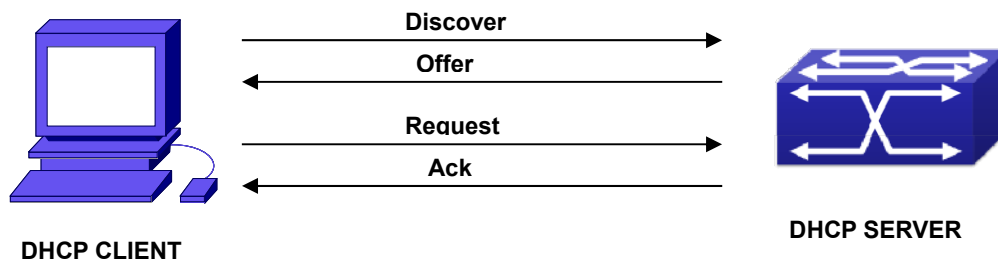 Discover
Offer
Request
Ack
DHCP CLIENT
DHCP SERVER